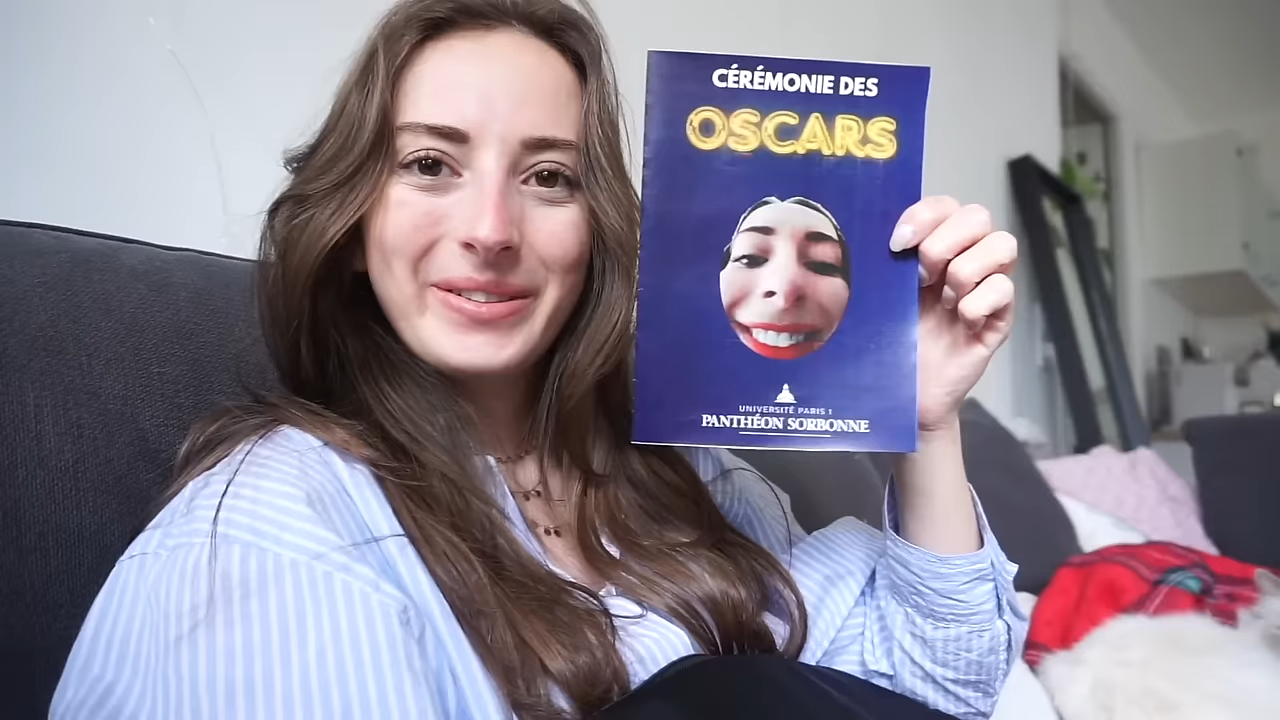 CÉRÉMONIE DES
OSCARS
UNIVERSITÉ PARIS 1
PANTHÉON SORBONNE